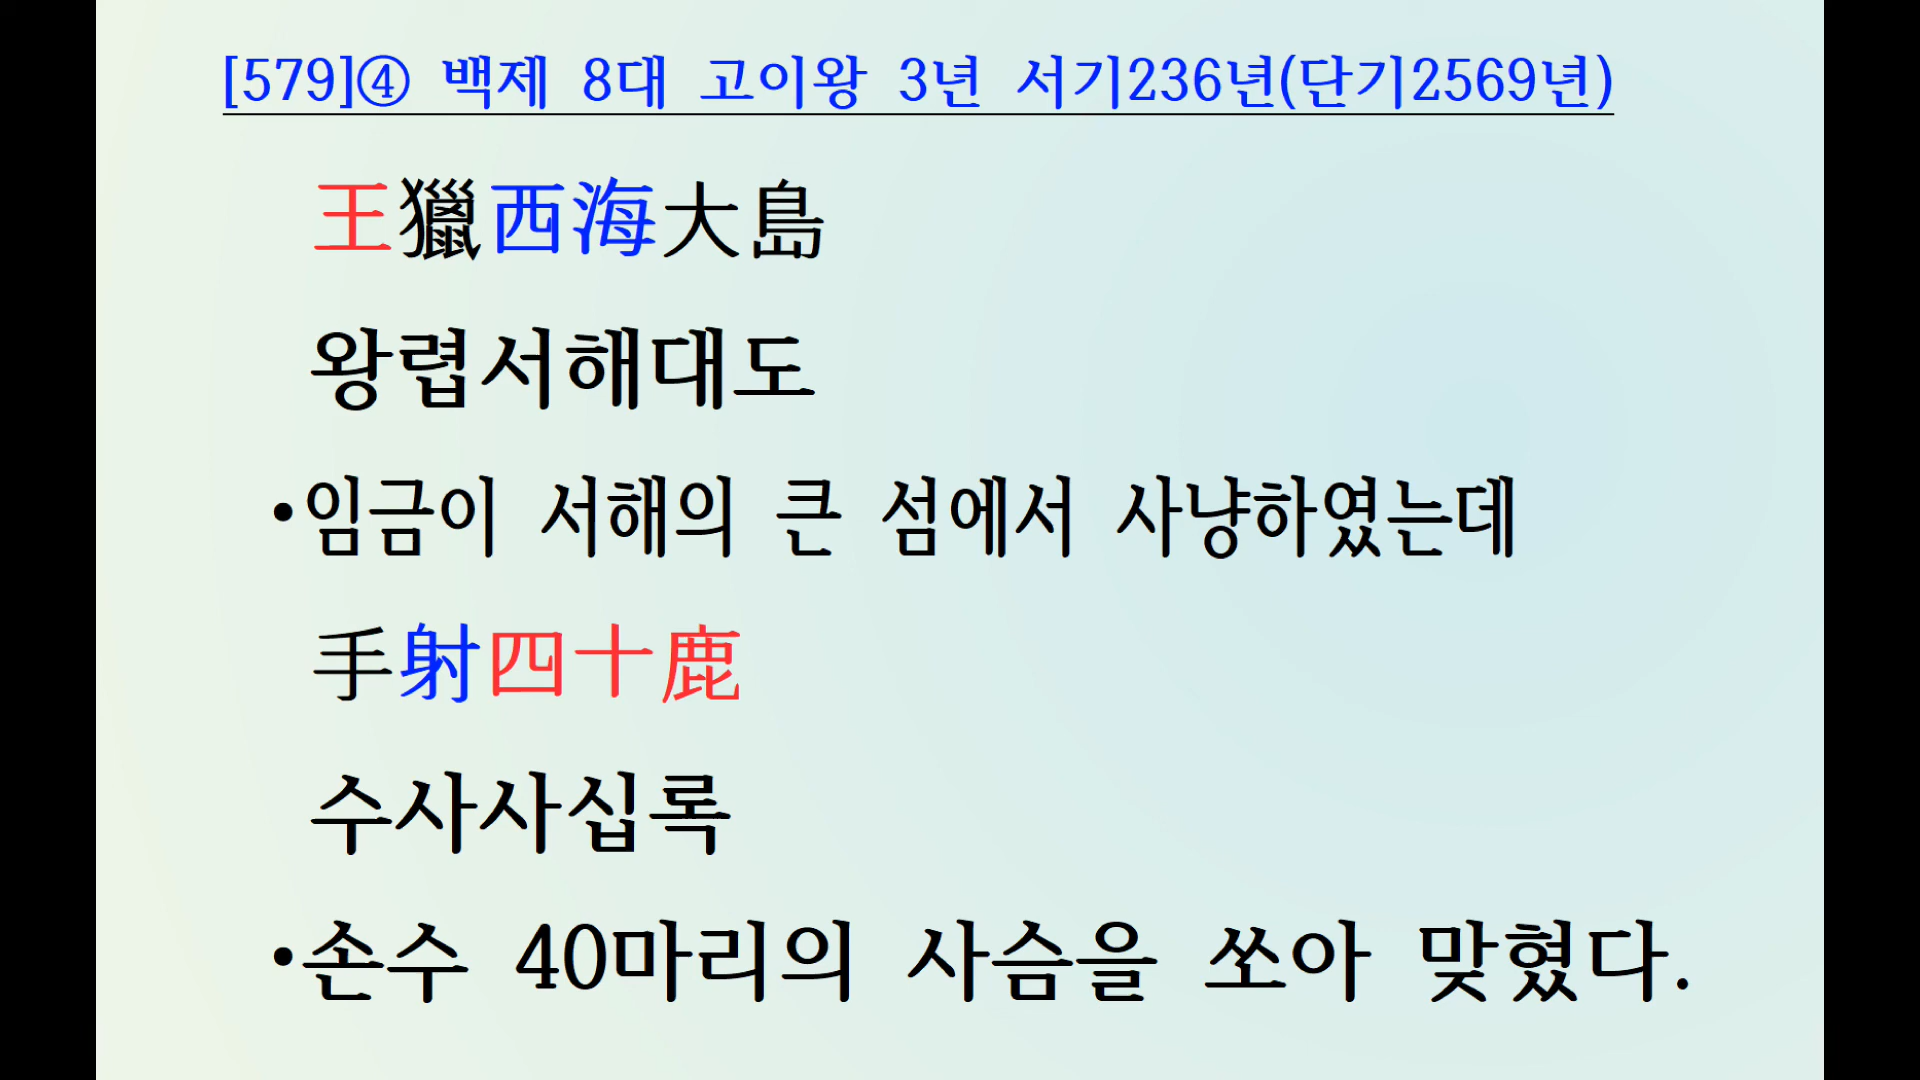 [579]④ 백제 8대 고이왕 3년 서기236년(단기2569년)
王獵西海大島
왕렵서해대도
•임금이 서해의 큰 섬에서 사냥하였는데
手射四十鹿
수사사십록
•손수 40마리의 사슴을 쏘아 맞혔다.